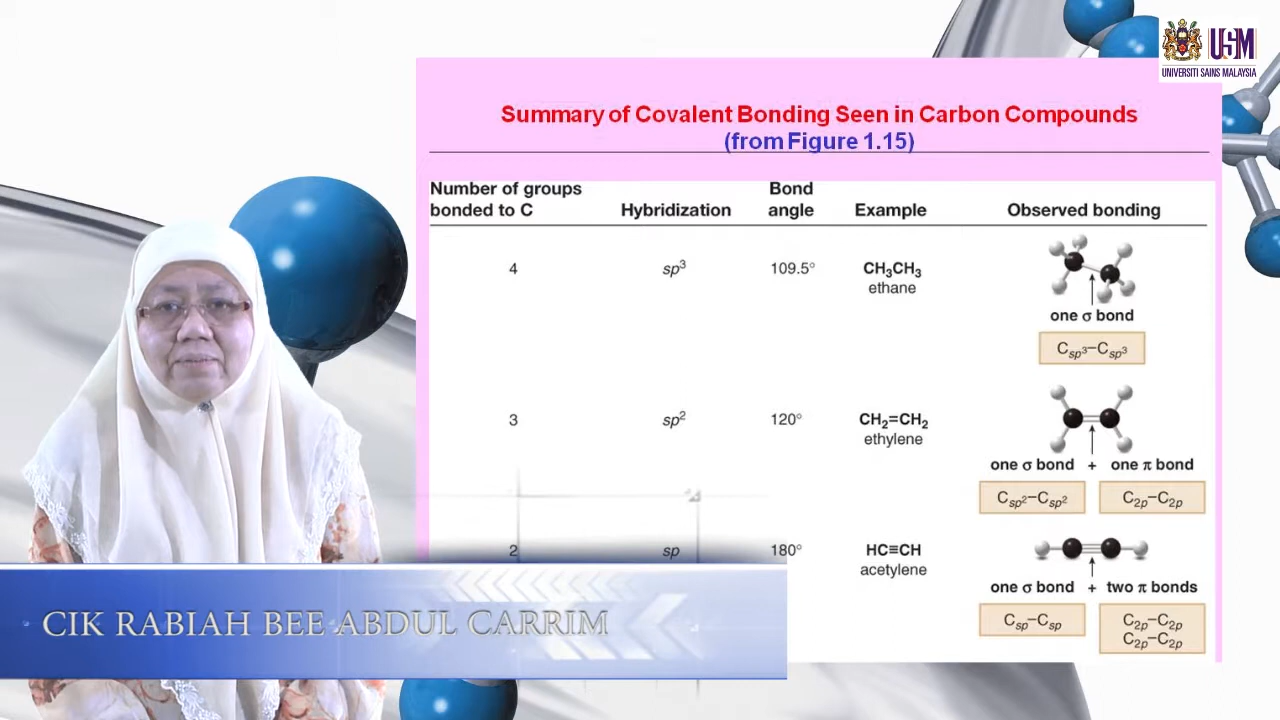 USM
UNIVERSITI SAINS MALAYSIA
Summary of Covalent Bonding Seen in Carbon Compounds
(from Figure 1.15)
Number of groups bonded to C
Hybridization
Bond angle
Example
Observed bonding
4
sp³
109.5°
CH₃CH₃
ethane
one σ bond
Csp³–Csp³
3
sp²
120°
CH₂=CH₂
ethylene
one σ bond + one π bond
Csp²–Csp² C₂p–C₂p
2
sp
180°
HC≡CH
acetylene
one σ bond + two π bonds
Csp–Csp C₂p–C₂p
C₂p–C₂p
CIK RABIAH BEE ABDUL CARRIM